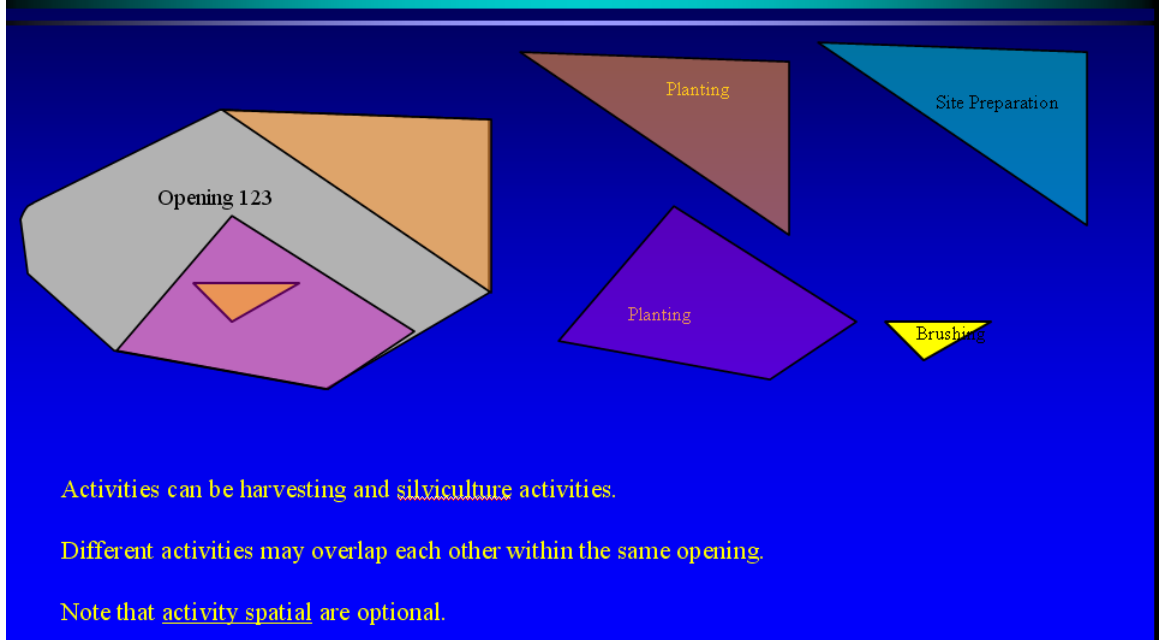 Planting
Site Preparation
Opening 123
Planting
Brushing
Activities can be harvesting and silviculture activities.
Different activities may overlap each other within the same opening.
Note that activity spatial are optional.